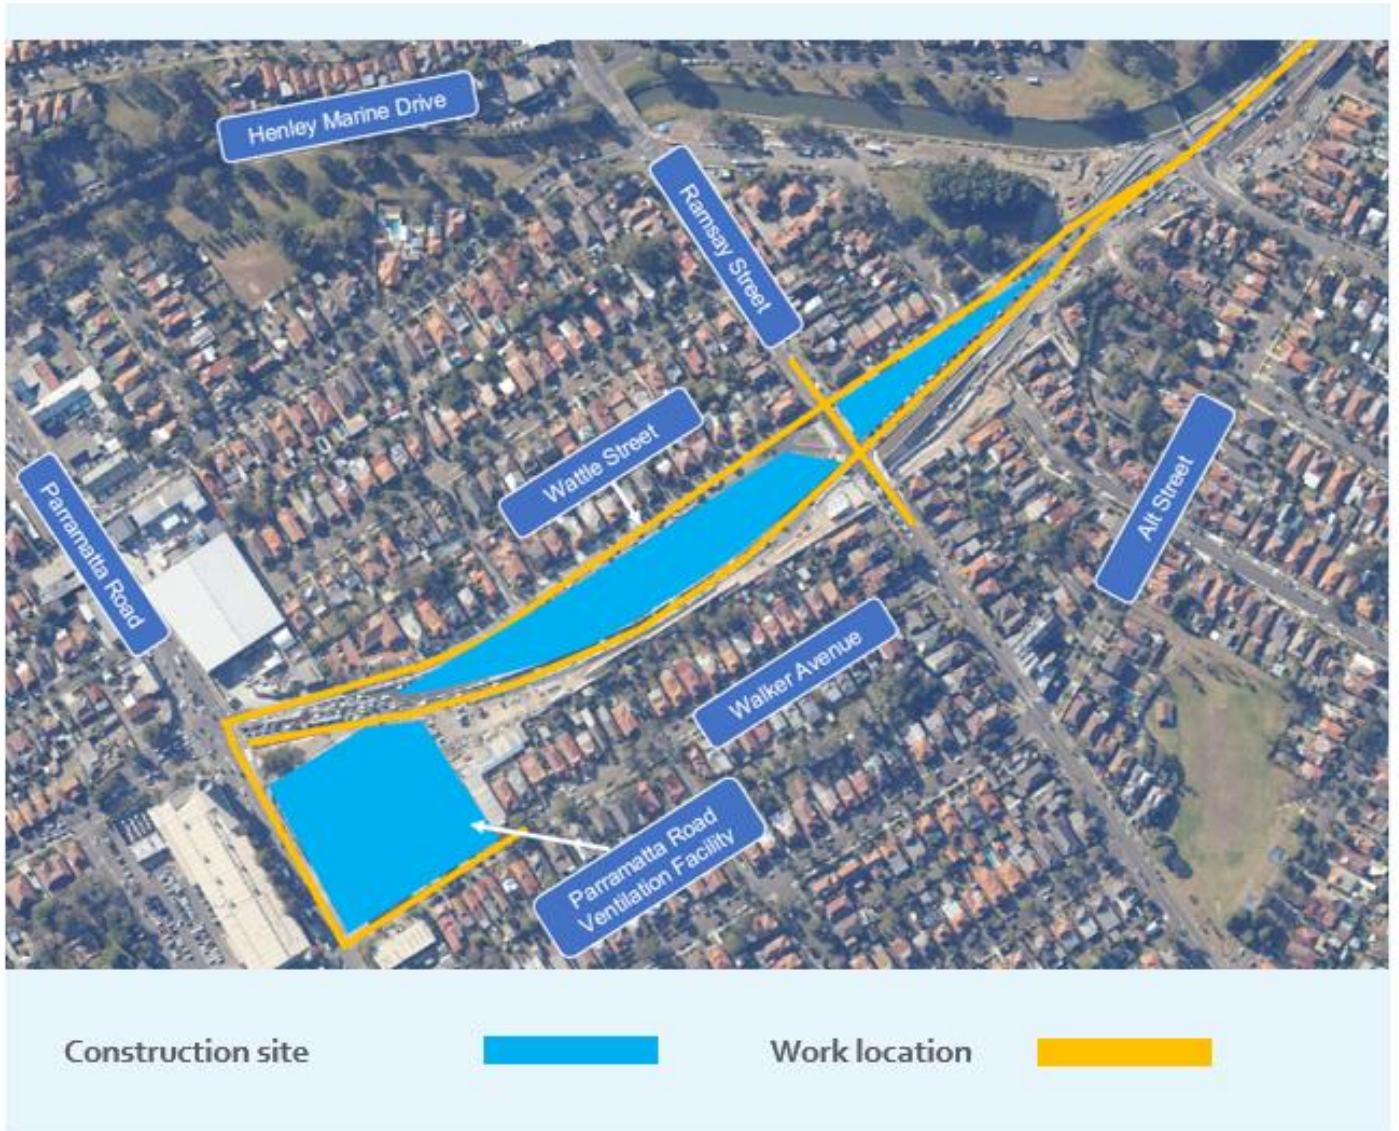 Henley Marine Drive
Ramsay Street
Wattle Street
Alt Street
Parramatta Road
Walker Avenue
Parramatta Road
Ventilation Facility
Construction site
Work location